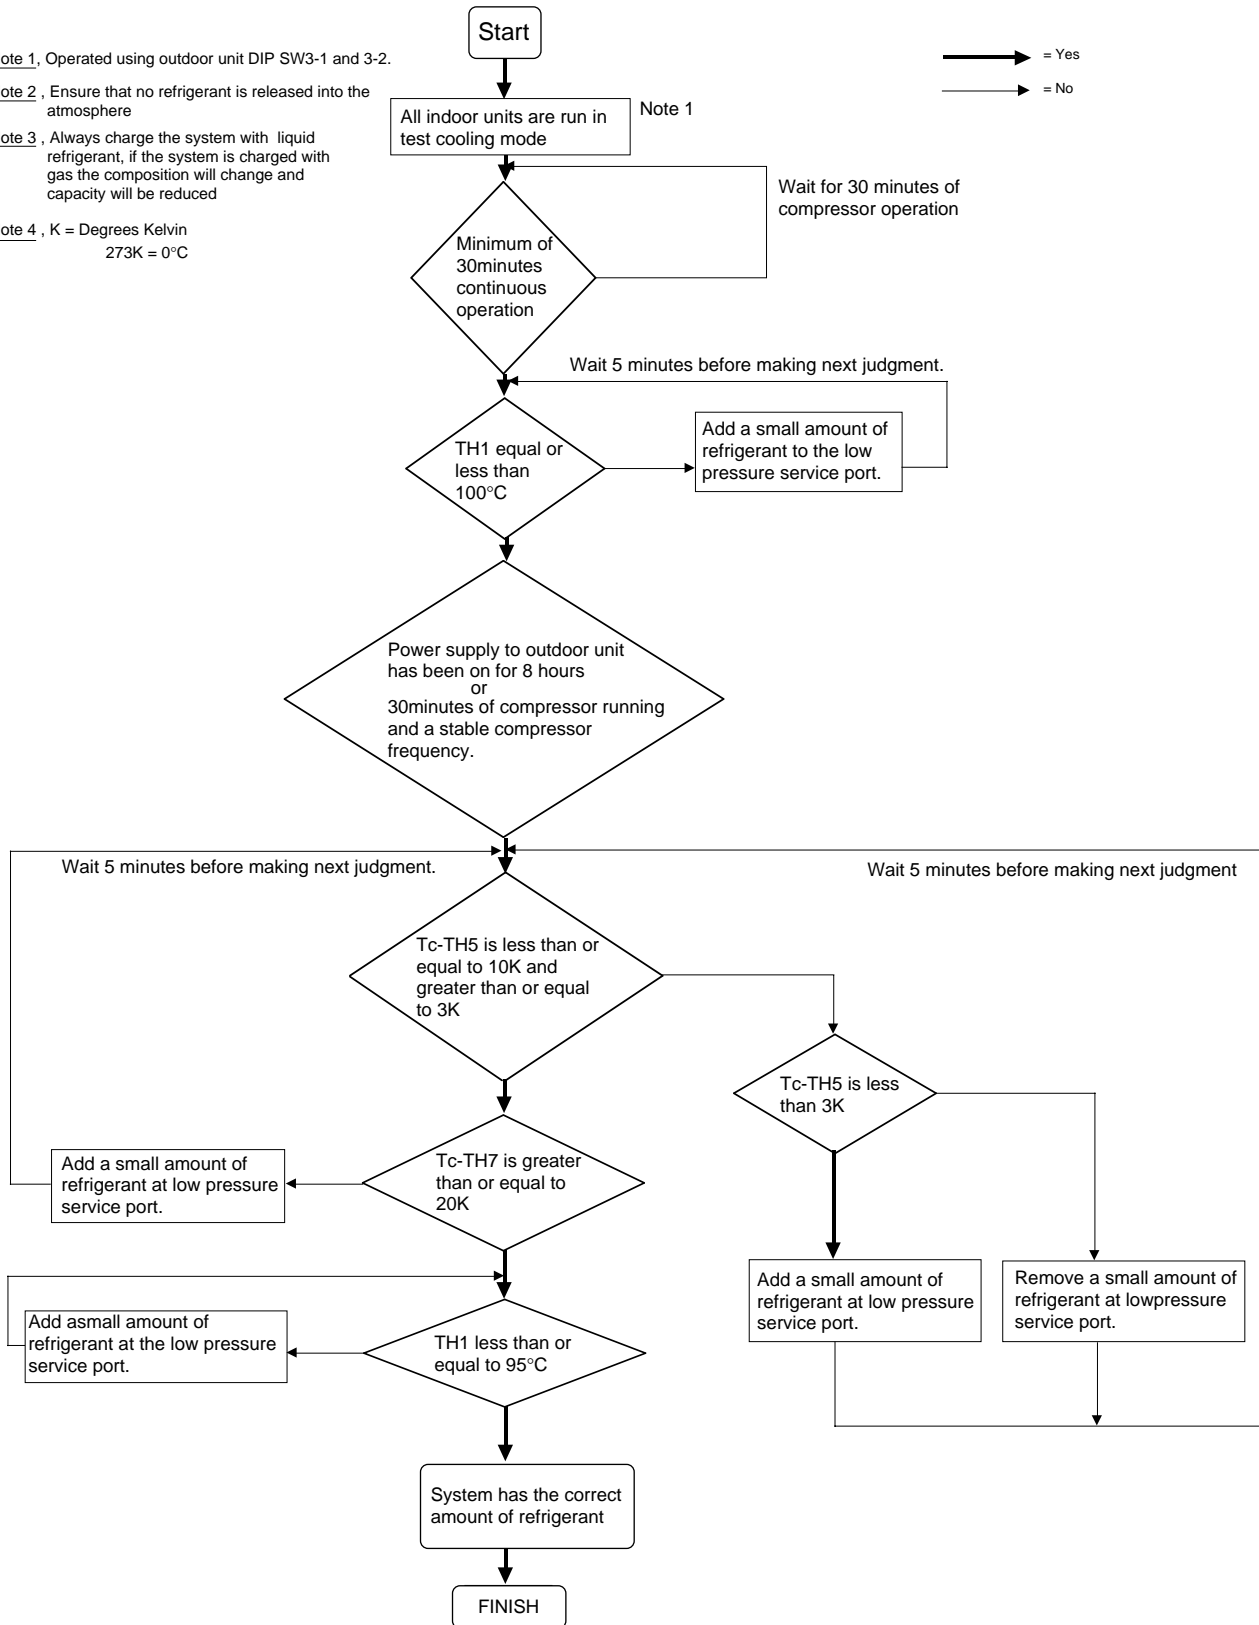 Start
ote 1, Operated using outdoor unit DIP SW3-1 and 3-2.
ote 2 , Ensure that no refrigerant is released into the
atmosphere
ote 3 , Always charge the system with liquid
refrigerant, if the system is charged with
gas the composition will change and
capacity will be reduced
ote 4 , K = Degrees Kelvin
273K = 0°C
= Yes
= No
All indoor units are run in
test cooling mode
Note 1
Wait for 30 minutes of
compressor operation
Minimum of
30minutes
continuous
operation
Wait 5 minutes before making next judgment.
TH1 equal or
less than
100°C
Add a small amount of
refrigerant to the low
pressure service port.
Power supply to outdoor unit
has been on for 8 hours
or
30minutes of compressor running
and a stable compressor
frequency.
Wait 5 minutes before making next judgment.
Wait 5 minutes before making next judgment
Tc-TH5 is less than or
equal to 10K and
greater than or equal
to 3K
Tc-TH5 is less
than 3K
Add a small amount of
refrigerant at low pressure
service port.
Tc-TH7 is greater
than or equal to
20K
Add a small amount of
refrigerant at low pressure
service port.
Remove a small amount of
refrigerant at lowpressure
service port.
Add asmall amount of
refrigerant at the low pressure
service port.
TH1 less than or
equal to 95°C
System has the correct
amount of refrigerant
FINISH